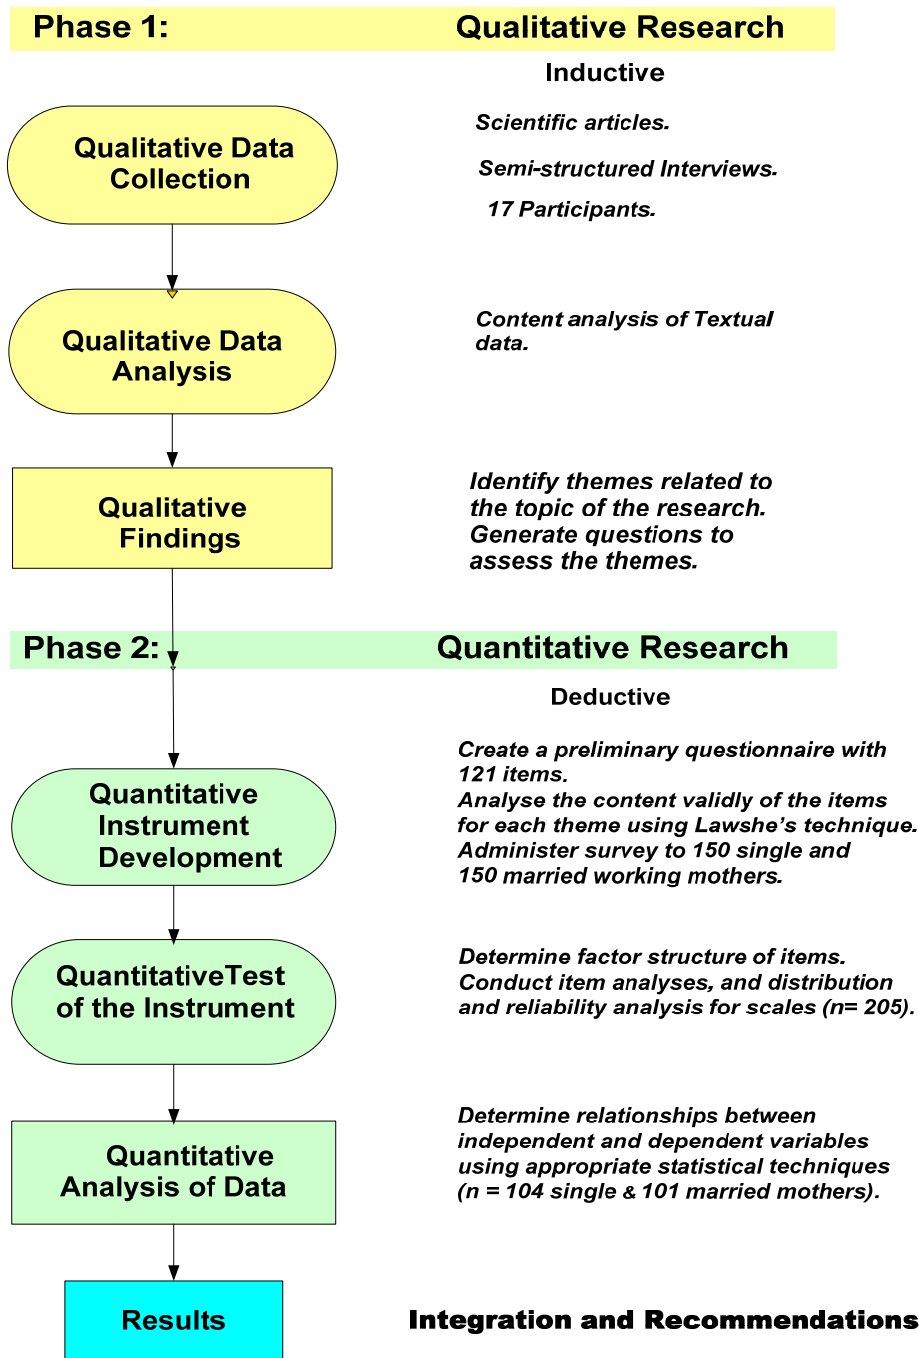 Phase 1: Qualitative Research
Inductive
Qualitative Data
Collection
Scientific articles.
Semi-structured Interviews.
17 Participants.
Qualitative Data
Analysis
Content analysis of Textual
data.
Qualitative
Findings
Identify themes related to
the topic of the research.
Generate questions to
assess the themes.
Phase 2: Quantitative Research
Deductive
Quantitative
Instrument
Development
Create a preliminary questionnaire with
121 items.
Analyse the content validly of the items
for each theme using Lawshe's technique.
Administer survey to 150 single and
150 married working mothers.
QuantitativeTest
of the Instrument
Determine factor structure of items.
Conduct item analyses, and distribution
and reliability analysis for scales (n= 205).
Quantitative
Analysis of Data
Determine relationships between
independent and dependent variables
using appropriate statistical techniques
(n = 104 single & 101 married mothers).
Results
Integration and Recommendations